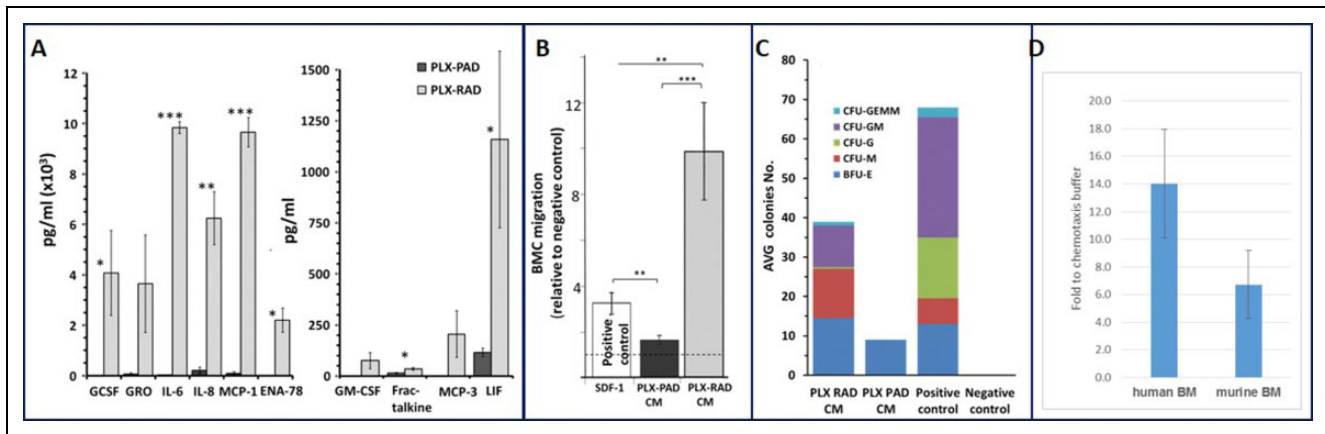 A
pg/ml (x10³)
12
10
8
6
4
2
0
*
***
**
***
*
GCSF GRO IL-6 IL-8 MCP-1 ENA-78
pg/ml
1500
1250
1000
750
500
250
0
PLX-PAD
PLX-RAD
*
*
GM-CSF Frac-
talkine MCP-3 LIF
B
BMC migration
(relative to negative control)
12
8
4
**
***
**
Positive
control
SDF-1 PLX-PAD
CM PLX-RAD
CM
C
AVG colonies No.
80
70
60
50
40
30
20
10
0
CFU-GEMM
CFU-GM
CFU-G
CFU-M
BFU-E
PLX RAD
CM PLX PAD
CM Positive
control Negative
control
D
Fold to chemotaxis buffer
20.0
18.0
16.0
14.0
12.0
10.0
8.0
6.0
4.0
2.0
0.0
human BM murine BM